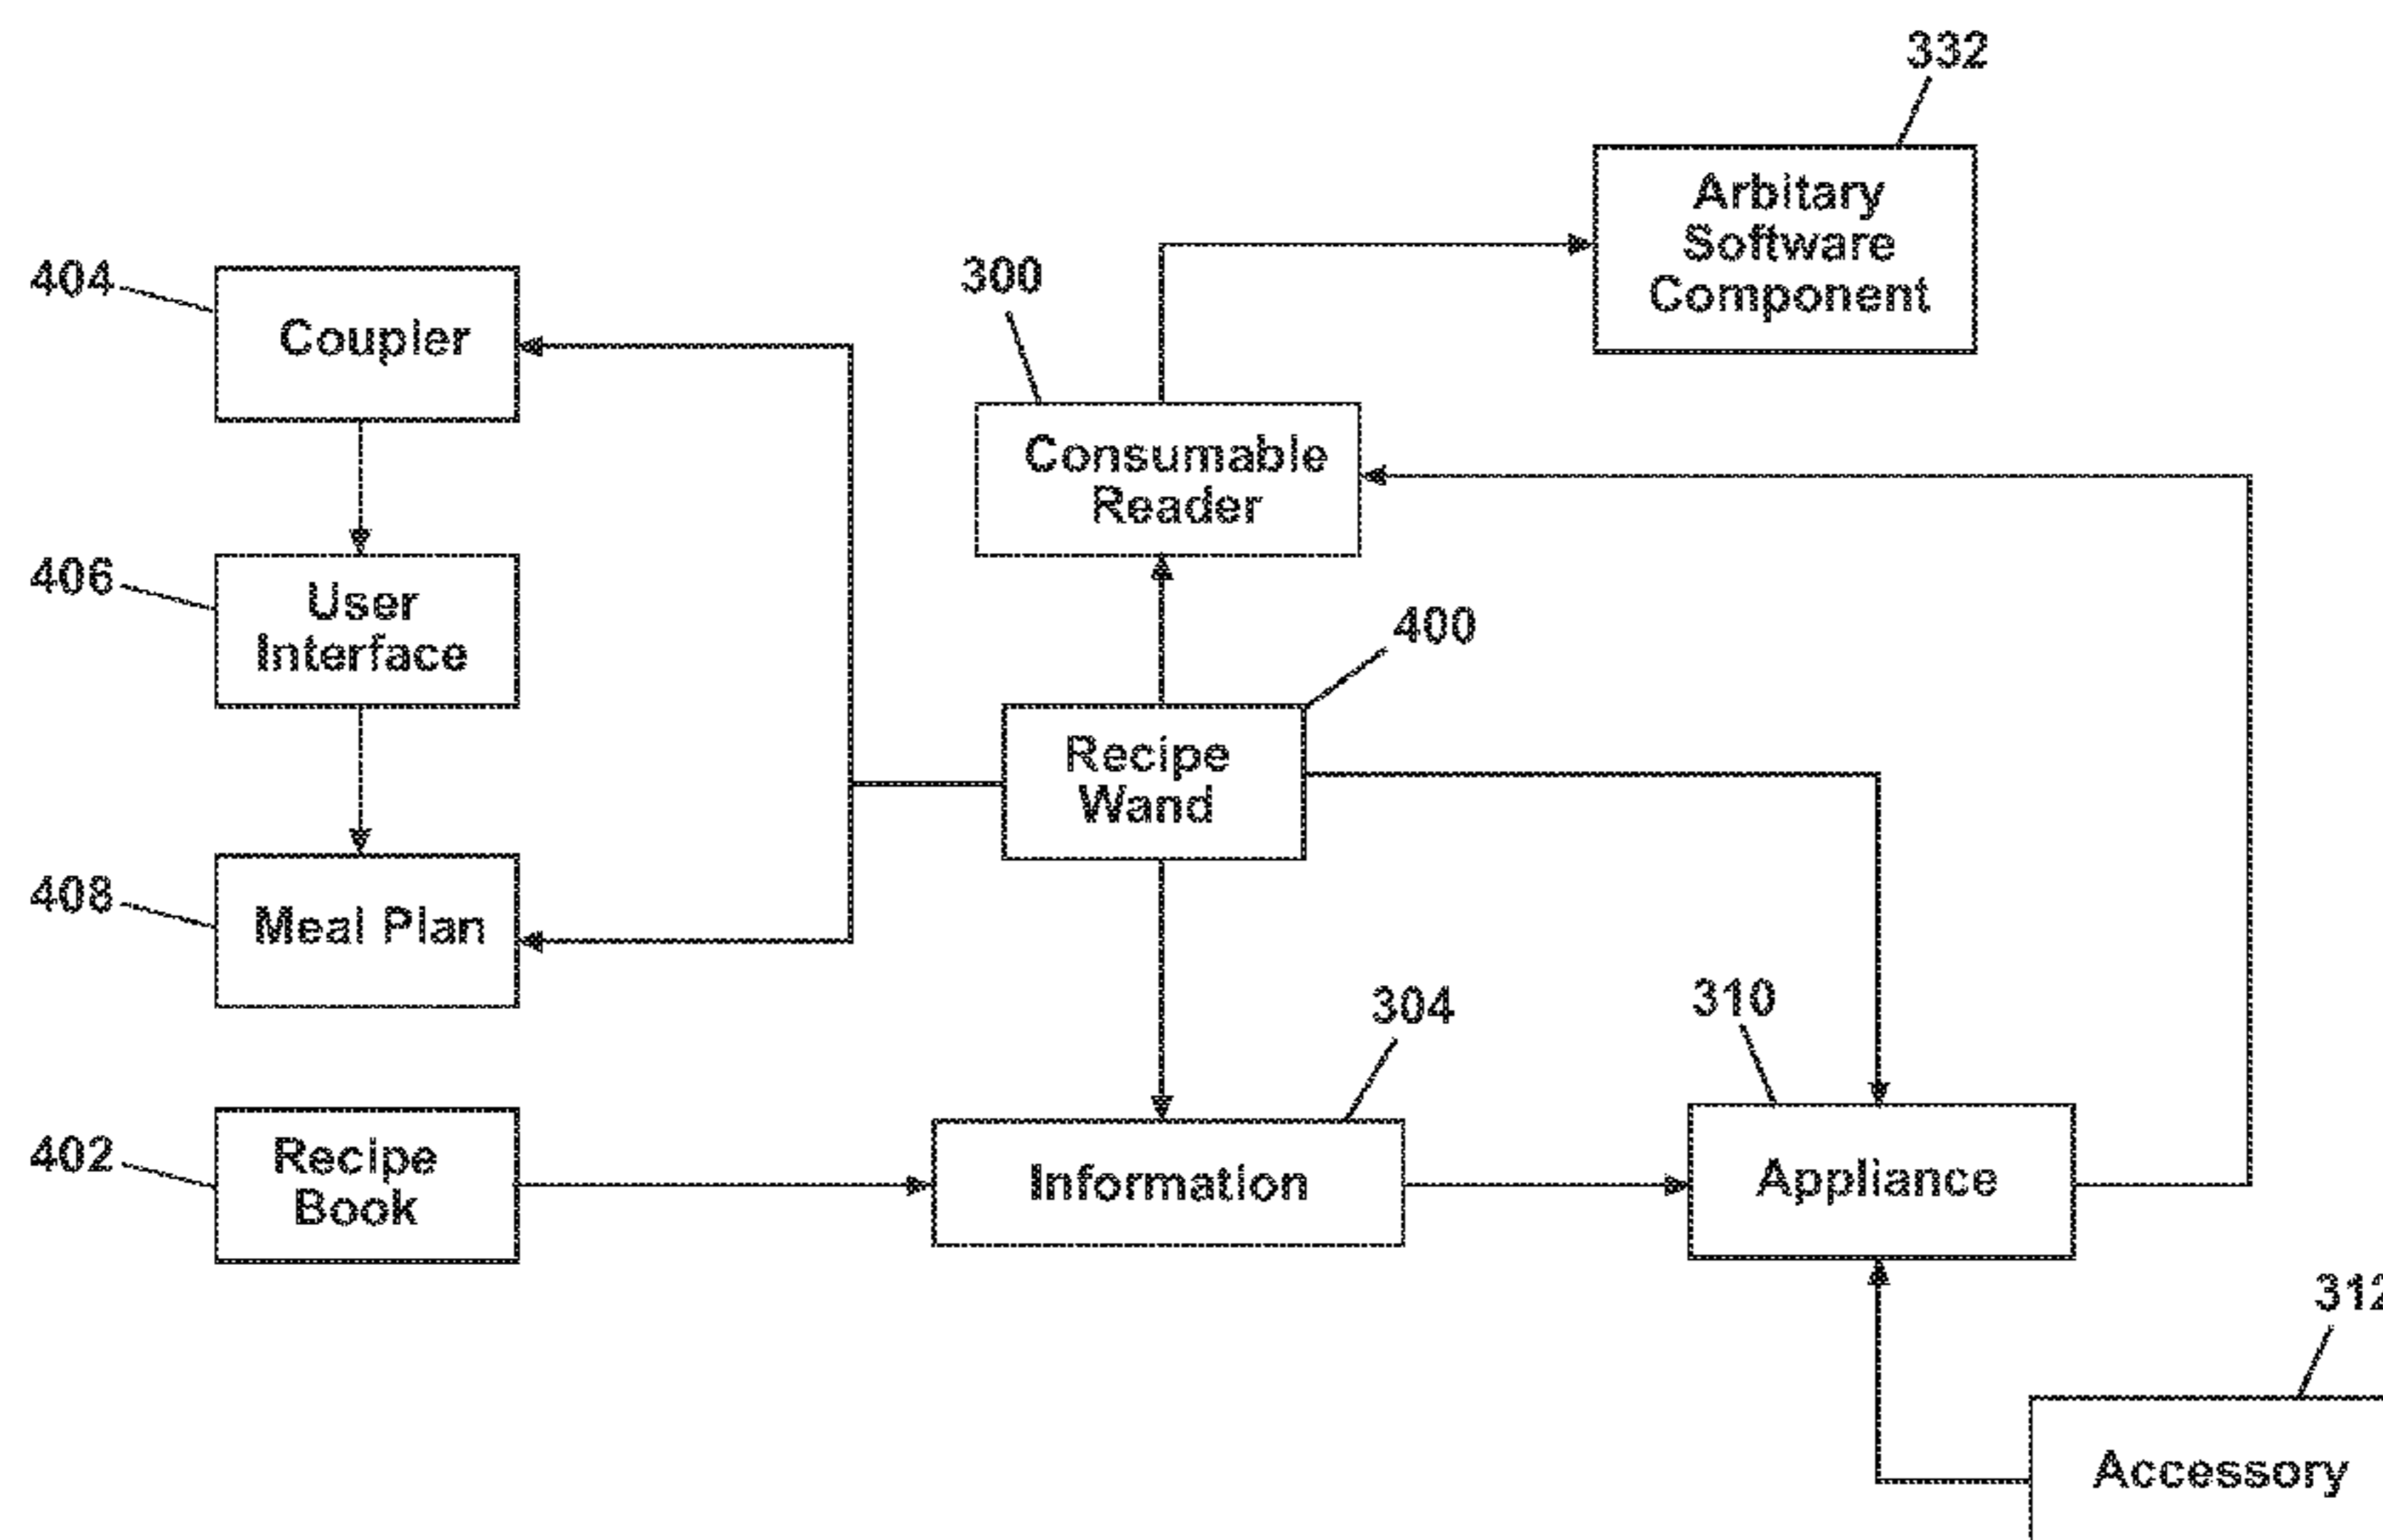 332
Arbitary
Software
Component
404
Coupler
300
Consumable
Reader
406
User
Interface
400
Recipe
Wand
408
Meal Plan
304
310
402
Recipe
Book
Information
Appliance
312
Accessory